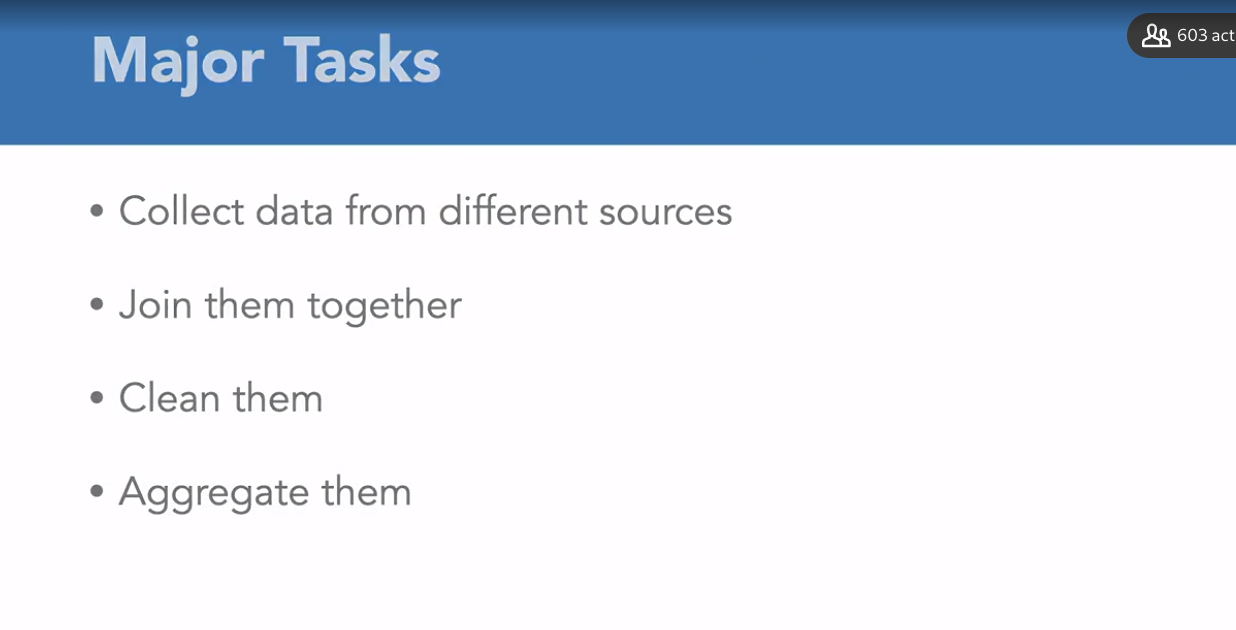 Major Tasks
603 act
• Collect data from different sources
• Join them together
• Clean them
• Aggregate them